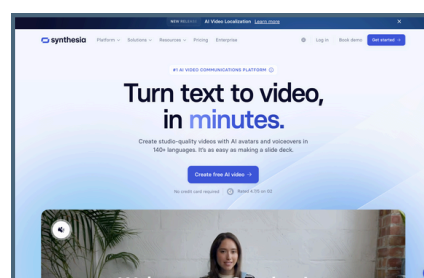 NEW RELEASE AI Video Localization Learn more
synthesia Platform Solutions Resources Pricing Enterprise Log in Book demo Get started →
#1 AI VIDEO COMMUNICATIONS PLATFORM
Turn text to video,
in minutes.
Create studio-quality videos with AI avatars and voiceovers in
140+ languages. It's as easy as making a slide deck.
Create free AI video →
No credit card required
on G2